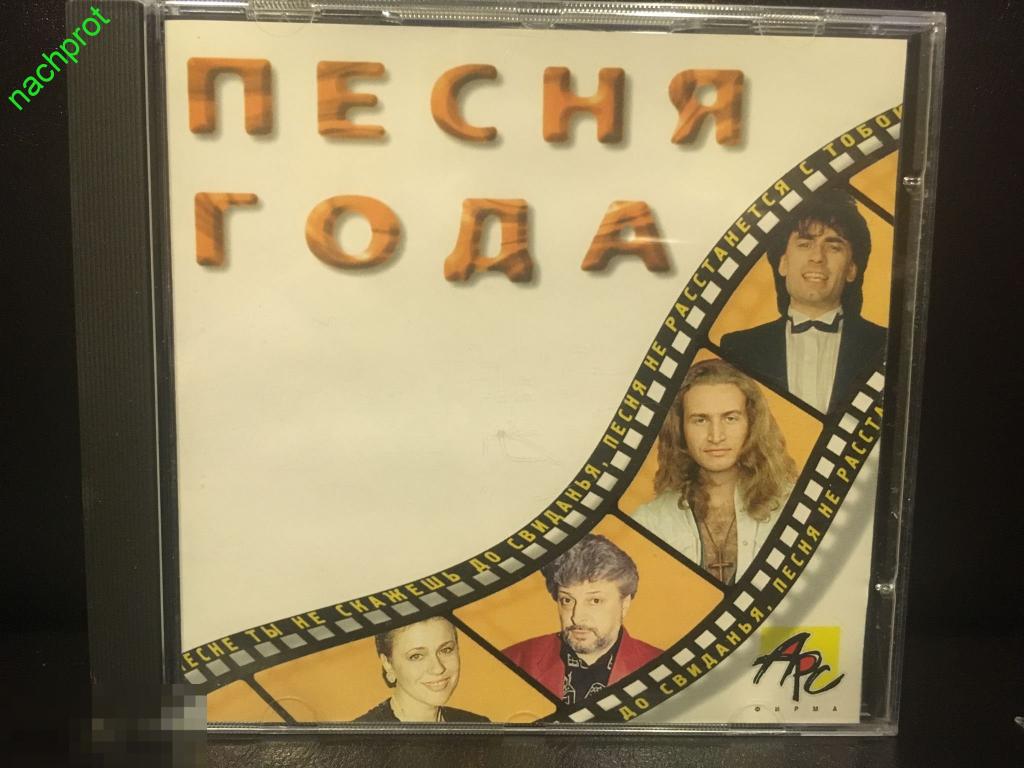 nachprot
ПЕСНЯ
ГОДА
ЕСНЕ ТЫ НЕ СКАЖЕШЬ ДО СВИДАНЬЯ, ПЕСНЯ НЕ РАССТАНЕТСЯ С ТОБОЙ
ДО СВИДАНЬЯ, ПЕСНЯ НЕ РАССТА
АРС
ФИРМА